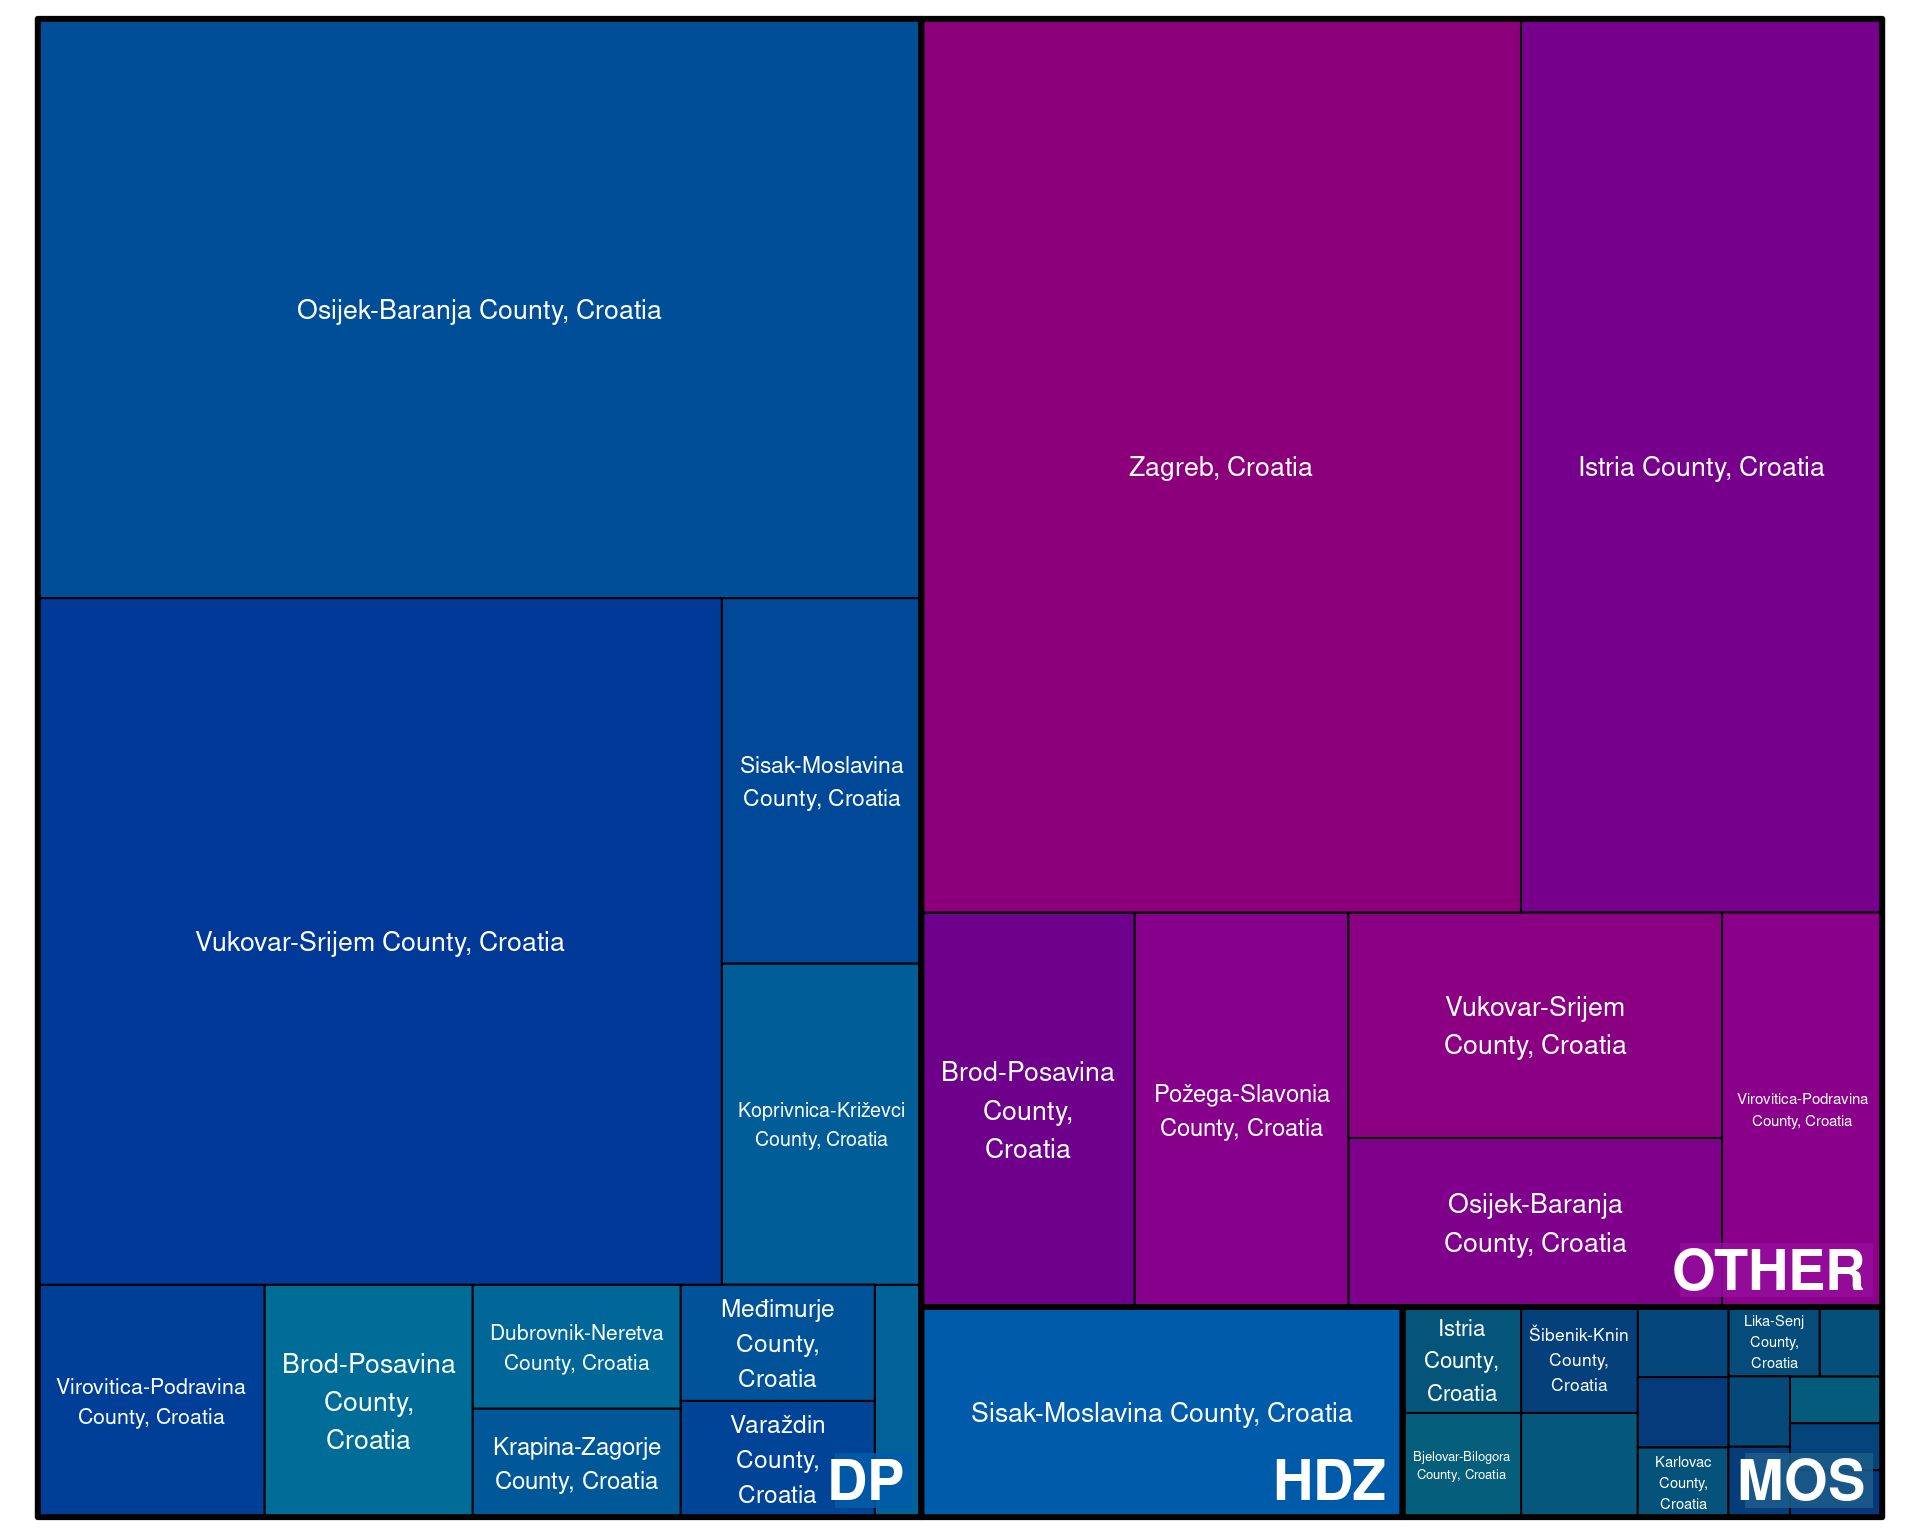 Osijek-Baranja County, Croatia
Vukovar-Srijem County, Croatia
Sisak-Moslavina
County, Croatia
Koprivnica-Križevci
County, Croatia
Virovitica-Podravina
County, Croatia
Brod-Posavina
County,
Croatia
Dubrovnik-Neretva
County, Croatia
Krapina-Zagorje
County, Croatia
Međimurje
County,
Croatia
Varaždin
County,
Croatia
DP
Zagreb, Croatia
Istria County, Croatia
Brod-Posavina
County,
Croatia
Požega-Slavonia
County, Croatia
Vukovar-Srijem
County, Croatia
Osijek-Baranja
County, Croatia
Virovitica-Podravina
County, Croatia
OTHER
Sisak-Moslavina County, Croatia
HDZ
Istria
County,
Croatia
Bjelovar-Bilogora
County, Croatia
Šibenik-Knin
County,
Croatia
Karlovac
County,
Croatia
Lika-Senj
County,
Croatia
MOS